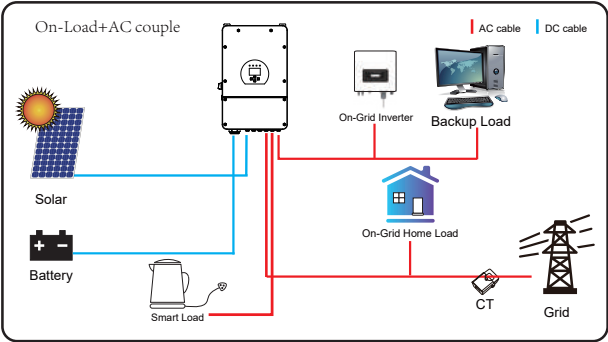 On-Load+AC couple
AC cable
DC cable
On-Grid Inverter
Backup Load
Solar
On-Grid Home Load
Battery
Smart Load
CT
Grid